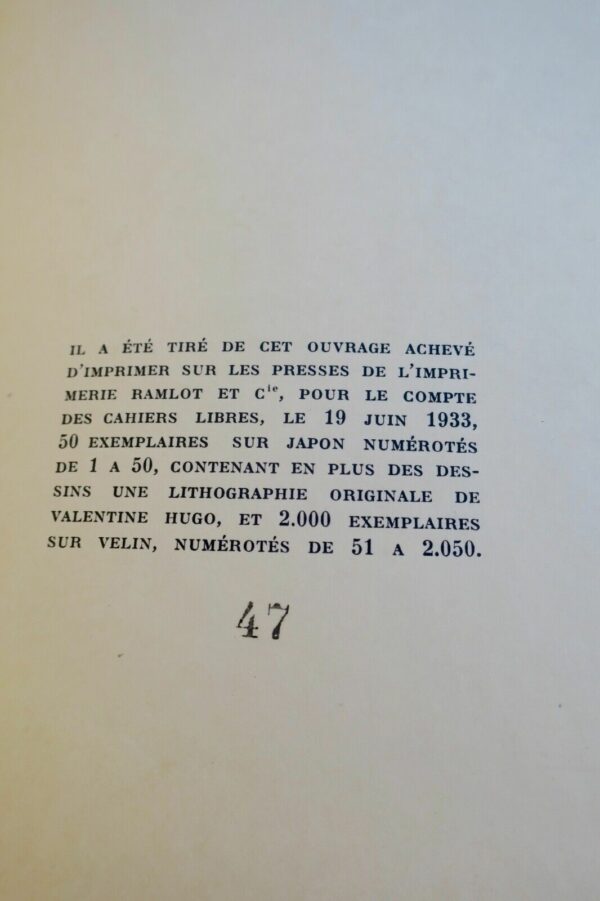 IL A ÉTÉ TIRÉ DE CET OUVRAGE ACHEVÉ
D'IMPRIMER SUR LES PRESSES DE L'IMPRI-
MERIE RAMLOT ET Cie, POUR LE COMPTE
DES CAHIERS LIBRES, LE 19 JUIN 1933,
50 EXEMPLAIRES SUR JAPON NUMÉROTÉS
DE 1 A 50, CONTENANT EN PLUS DES DES-
SINS UNE LITHOGRAPHIE ORIGINALE DE
VALENTINE HUGO, ET 2.000 EXEMPLAIRES
SUR VELIN, NUMÉROTÉS DE 51 A 2.050.
47